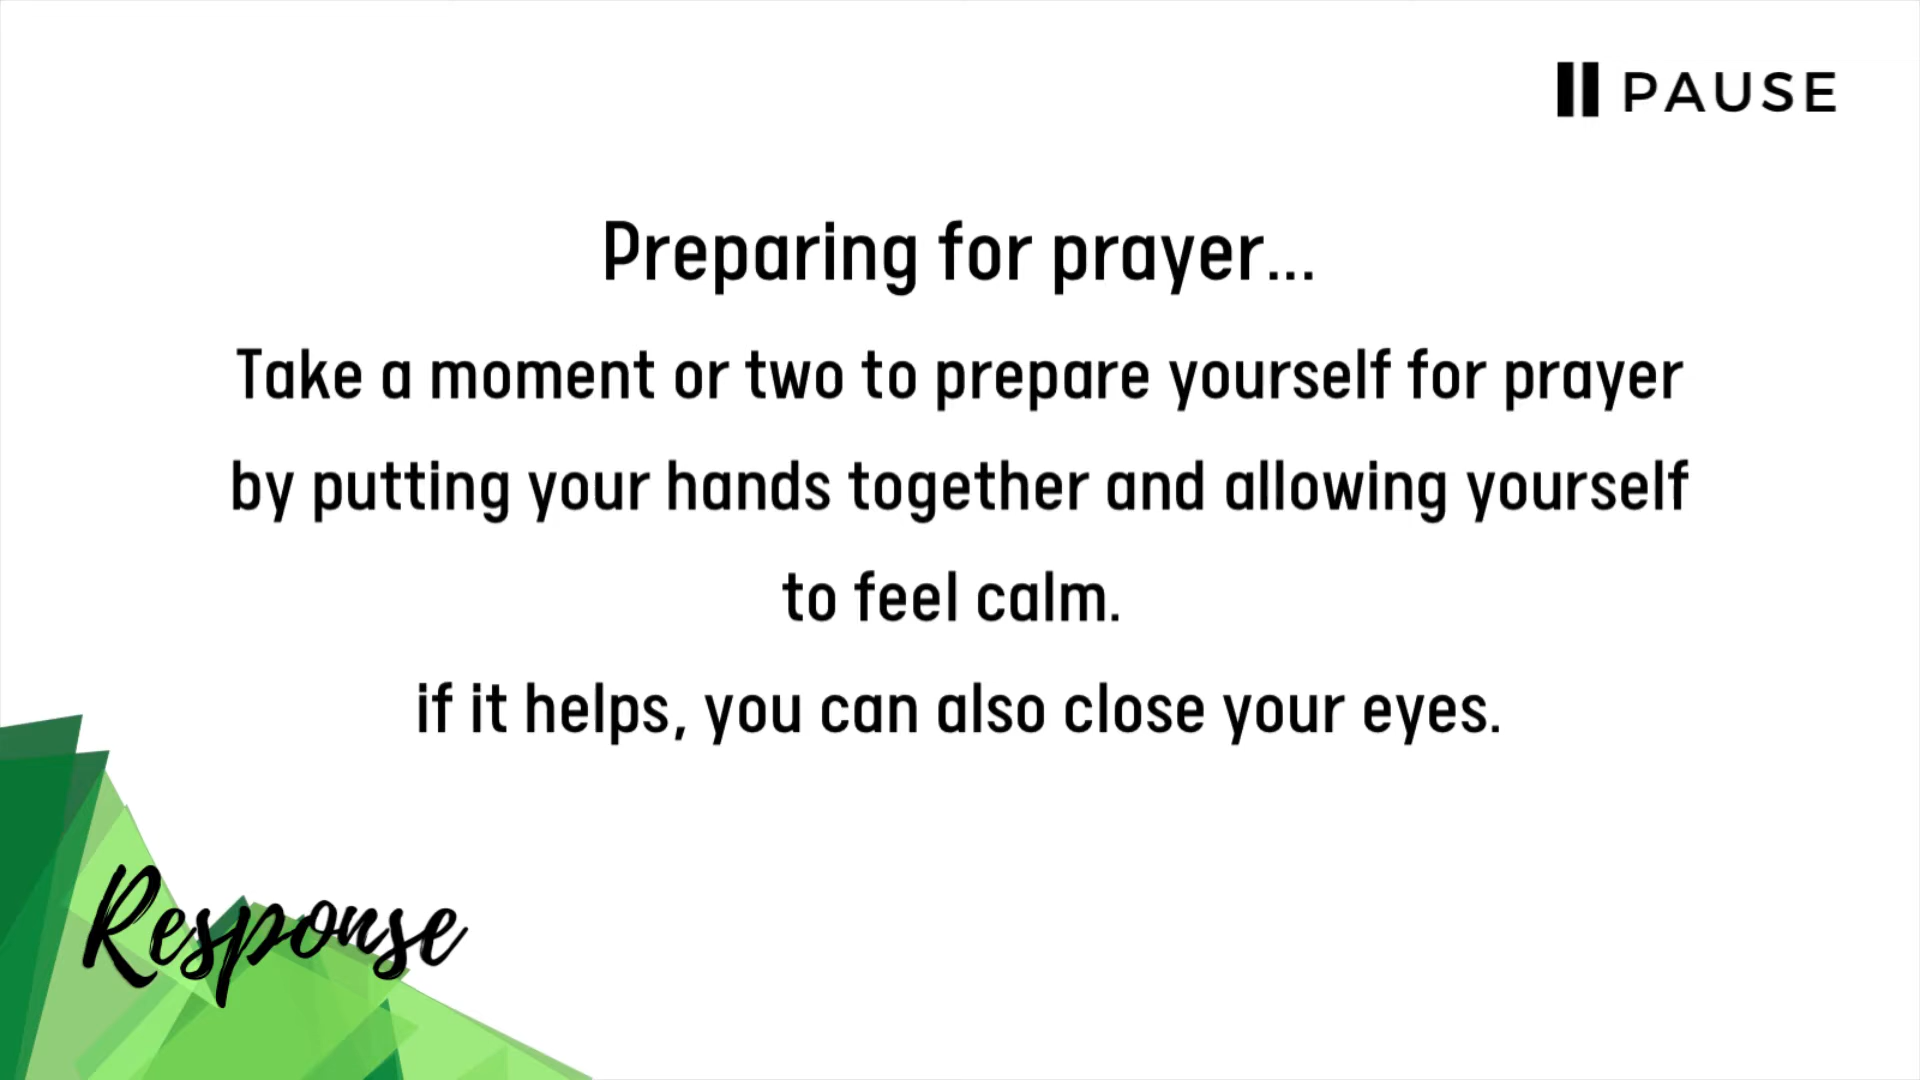 PAUSE
Preparing for prayer...
Take a moment or two to prepare yourself for prayer
by putting your hands together and allowing yourself
to feel calm.
if it helps, you can also close your eyes.
Response